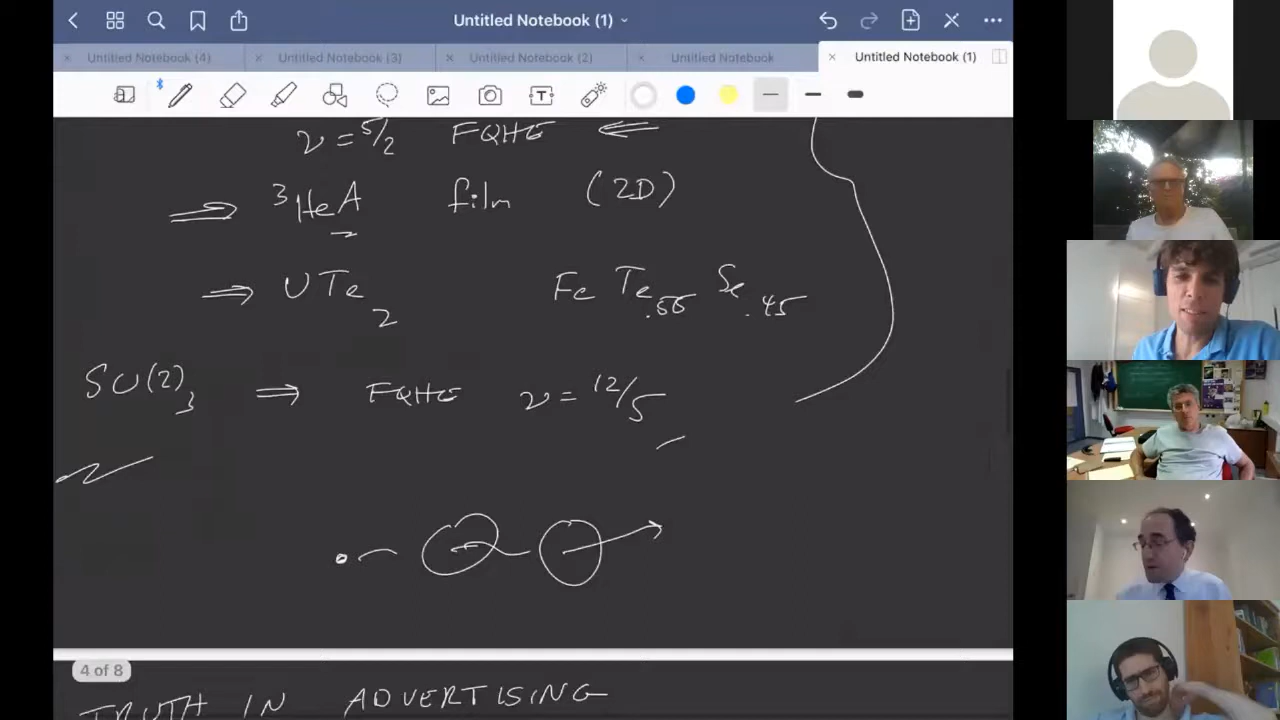 Untitled Notebook (1)
Untitled Notebook (4)
Untitled Notebook (3)
Untitled Notebook (2)
Untitled Notebook
Untitled Notebook (1)
ν = 5/2 FQHE ⇐
⇒ ³HeA film (2D)
⇒ UTe₂ FeTe.55 Se.45
SU(2)₃ ⇒ FQHE ν = 12/5
4 of 8
TRUTH IN ADVERTISING